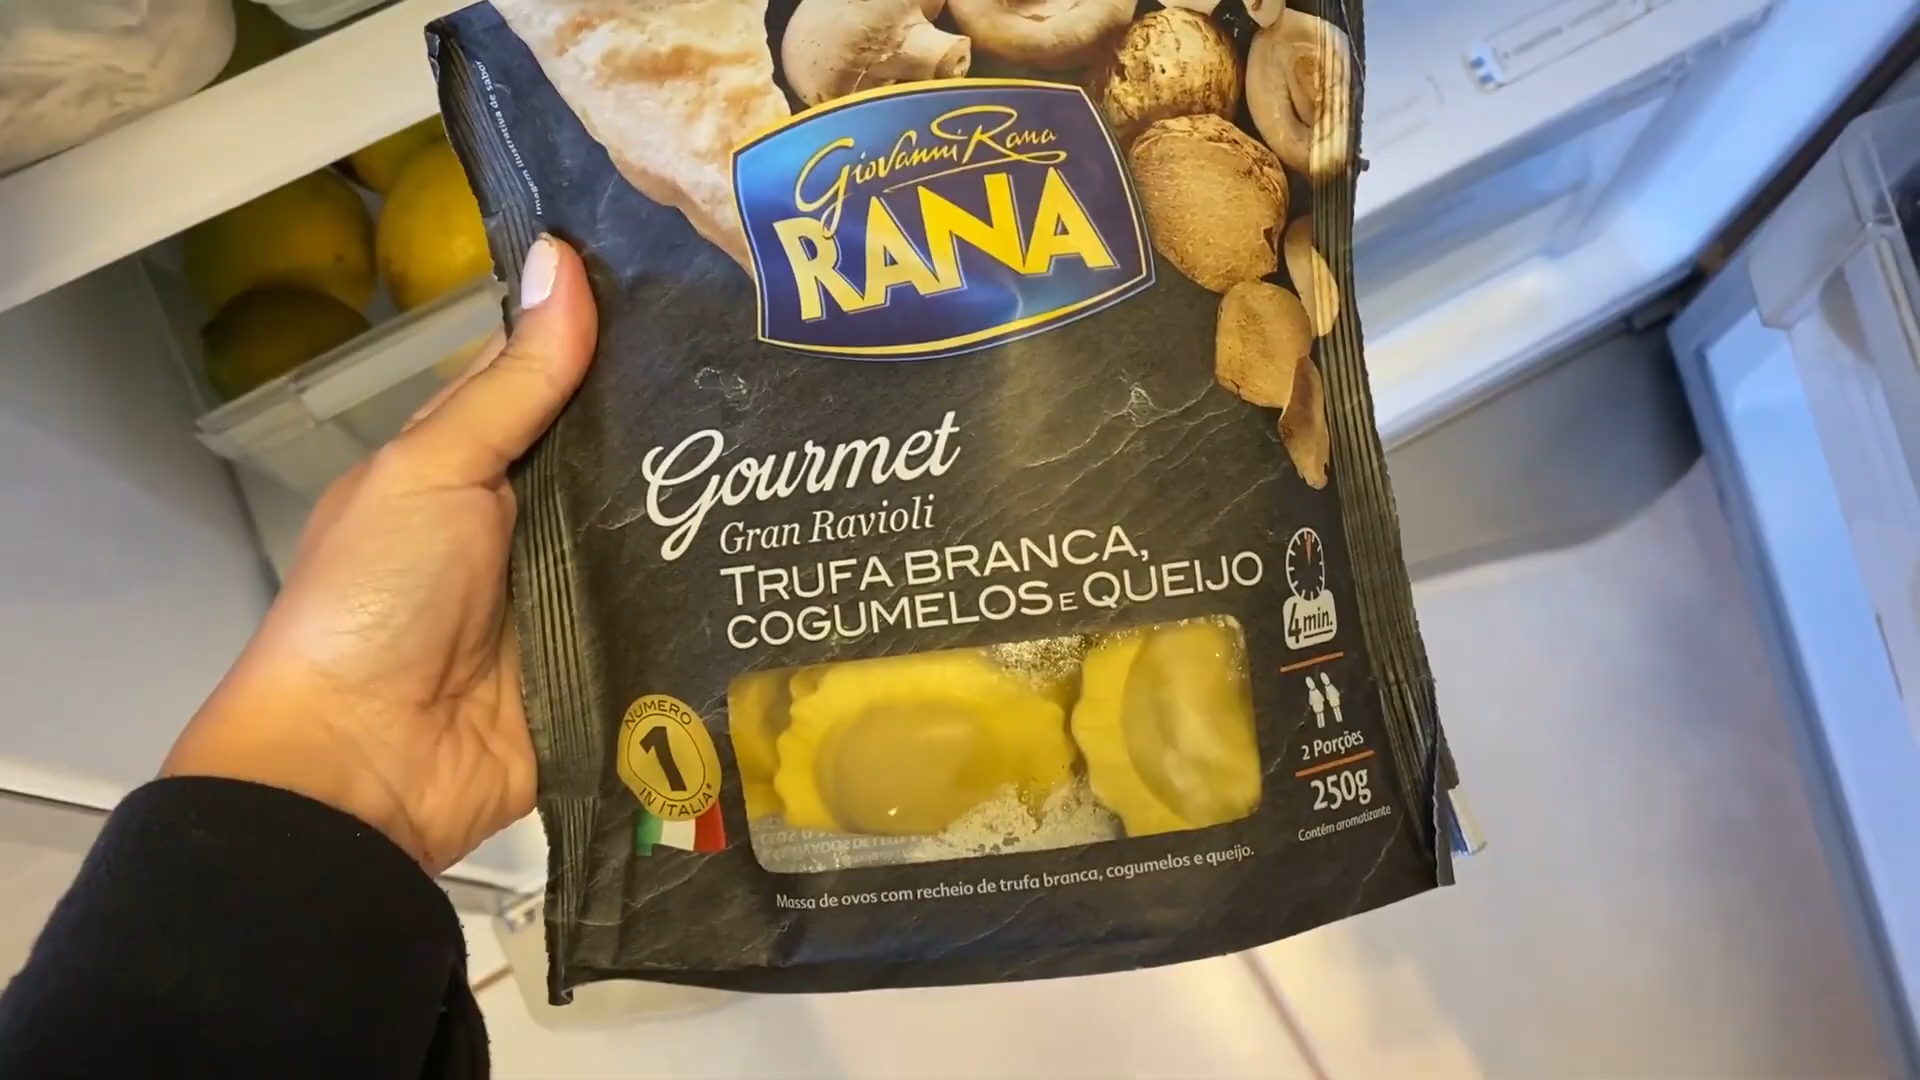 Imagem ilustrativa de sabor
Giovanni Rana
RANA
Gourmet
Gran Ravioli
TRUFA BRANCA,
COGUMELOS E QUEIJO
4 min.
2 Porções
250g
Contém aromatizante
NUMERO
1
IN ITALIA*
Massa de ovos com recheio de trufa branca, cogumelos e queijo.